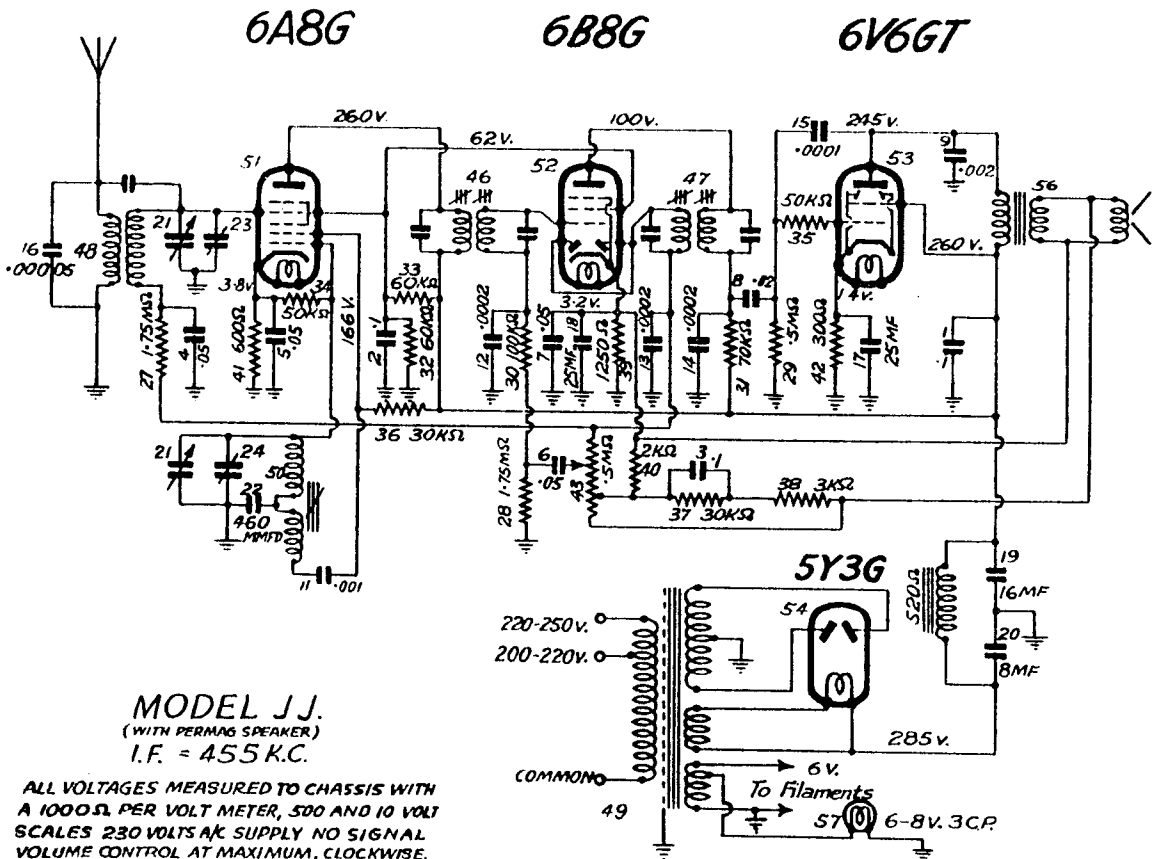 6A8G
6B8G
6V6GT
260V.
62V.
100V.
245V.
15
.0001
9
.002
51
46
52
47
53
56
50KΩ
35
260V.
16
.00005
48
21
23
3.8V
34
50KΩ
33
60KΩ
3.2V.
8
.02
14V.
27 1.75MΩ
4 .05
41 600Ω
5 .05
166V.
2 .1
32 60KΩ
12 .0002
30 100KΩ
7 .05
18 25MF
1250Ω 39
13 .0002
14 .0002
31 70KΩ
29 .5MΩ
42 300Ω
17 25MF
1 .1
36 30KΩ
21
24
50
22
460
MMFD
11 .001
28 1.75MΩ
6
.05
43 .5MΩ
2KΩ
40
3 .1
37 30KΩ
38 3KΩ
5Y3G
54
520Ω
19
16MF
20
8MF
220-250V.
200-220V.
COMMON
49
285V.
6V.
To Filaments
57
6-8V. 3C.P.
MODEL JJ.
(WITH PERMAG SPEAKER)
I.F. = 455 K.C.
ALL VOLTAGES MEASURED TO CHASSIS WITH
A 1000Ω PER VOLT METER, 500 AND 10 VOLT
SCALES 230 VOLTS A/C SUPPLY NO SIGNAL
VOLUME CONTROL AT MAXIMUM, CLOCKWISE.